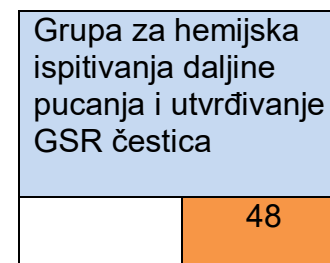 Grupa za hemijska
ispitivanja daljine
pucanja i utvrđivanje
GSR čestica
48